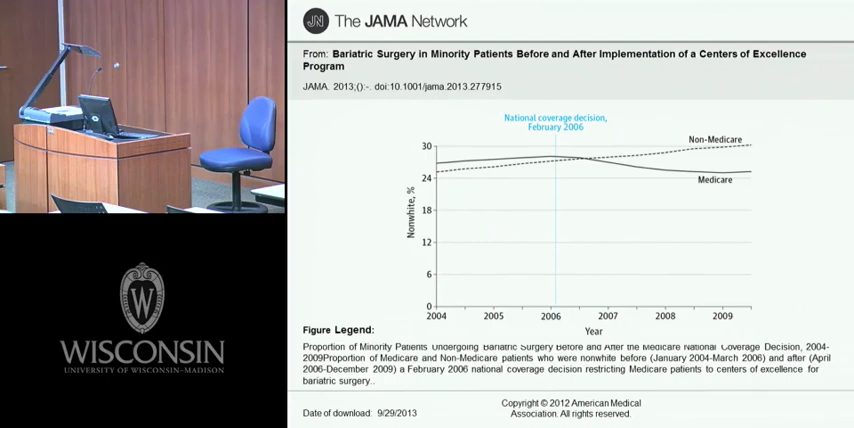 The JAMA Network
From: Bariatric Surgery in Minority Patients Before and After Implementation of a Centers of Excellence
Program
JAMA. 2013;():-. doi:10.1001/jama.2013.277915
National coverage decision,
February 2006
Non-Medicare
Medicare
Nonwhite, %
30
24
18
12
6
0
2004 2005 2006 2007 2008 2009
Year
Figure Legend:
Proportion of Minority Patients Undergoing Bariatric Surgery Before and After the Medicare National Coverage Decision, 2004-
2009Proportion of Medicare and Non-Medicare patients who were nonwhite before (January 2004-March 2006) and after (April
2006-December 2009) a February 2006 national coverage decision restricting Medicare patients to centers of excellence for
bariatric surgery..
Date of download: 9/29/2013
Copyright © 2012 American Medical
Association. All rights reserved.
W
WISCONSIN
UNIVERSITY OF WISCONSIN–MADISON